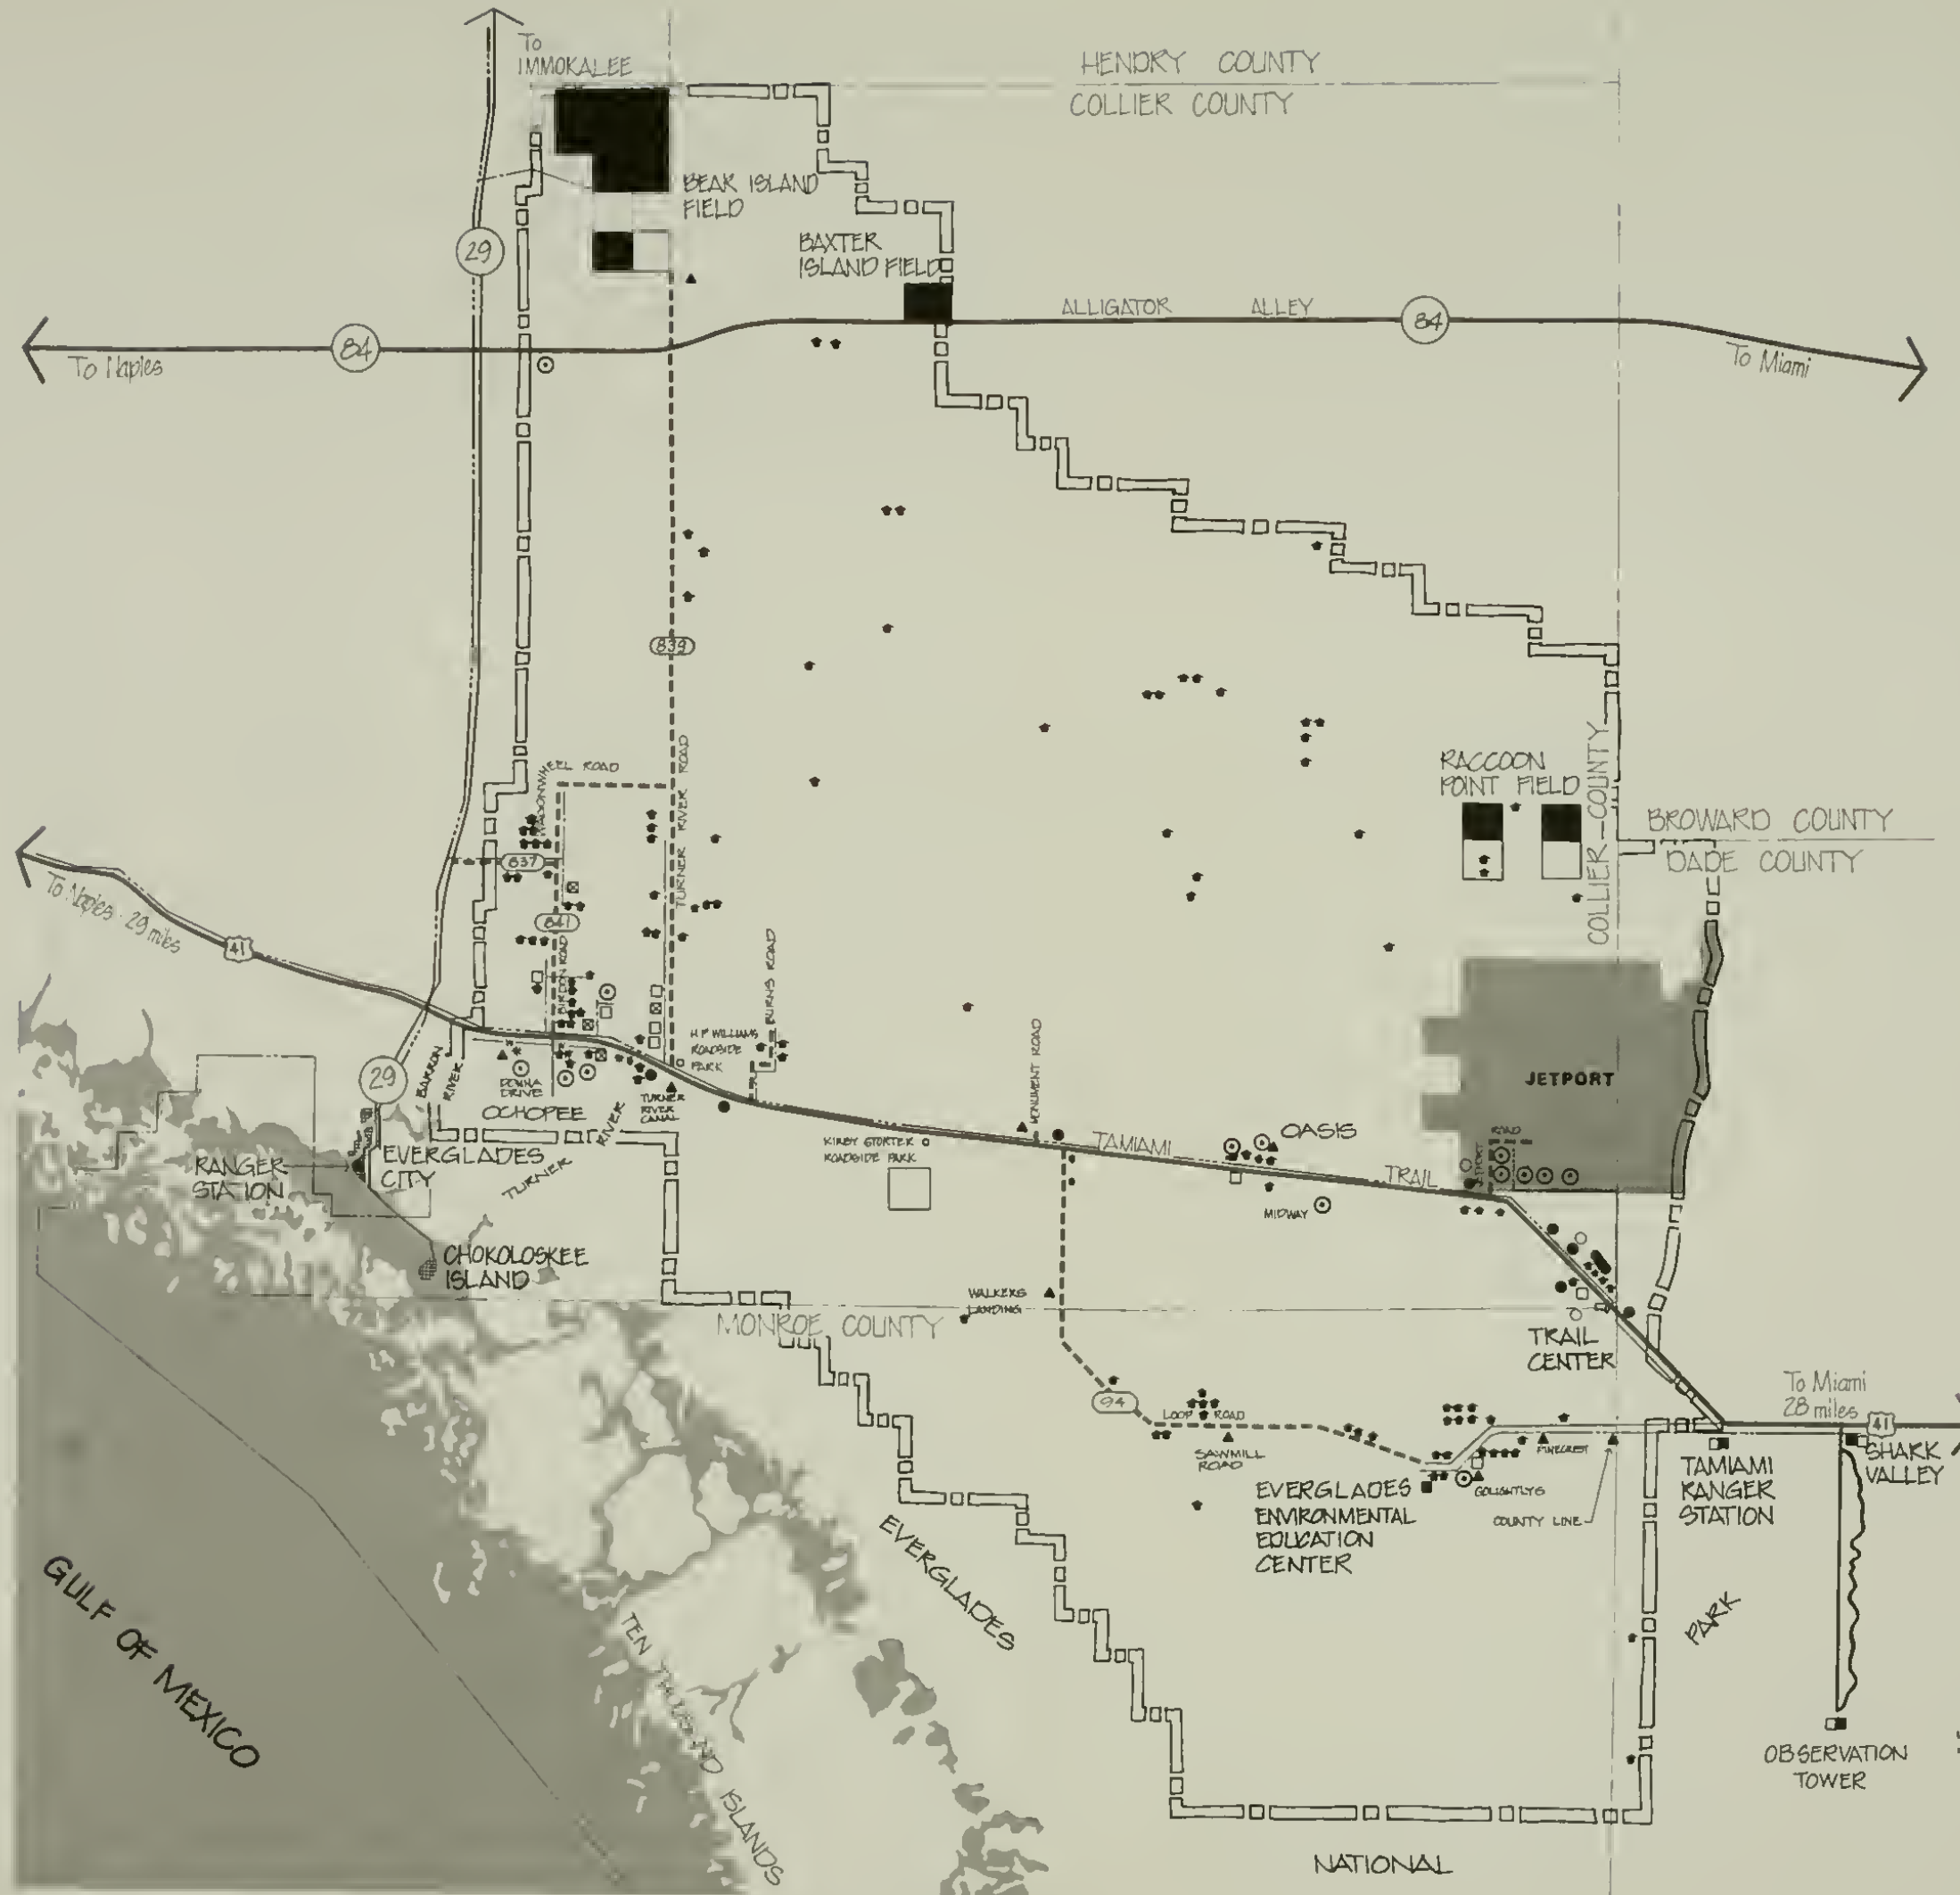 To
IMMOKALEE
HENDRY COUNTY
COLLIER COUNTY
BEAR ISLAND
FIELD
29
BAXTER
ISLAND FIELD
ALLIGATOR ALLEY
84
84
To Naples
To Miami
839
RACCOON
POINT FIELD
COLLIER-COUNTY
BROWARD COUNTY
DADE COUNTY
WAGONWHEEL ROAD
TURNER RIVER ROAD
837
841
To Naples - 29 miles
41
BIRDON ROAD
BURNS ROAD
H P WILLIAMS
ROADSIDE
PARK
MONUMENT ROAD
JETPORT
JETPORT ROAD
29
BARRON
RIVER
DONNA
DRIVE
OCHOPEE
TURNER
RIVER
CANAL
TURNER RIVER
KIRBY STORTER
ROADSIDE PARK
TAMIAMI TRAIL
OASIS
MIDWAY
RANGER
STATION
EVERGLADES
CITY
CHOKOLOSKEE
ISLAND
WALKERS
LANDING
MONROE COUNTY
TRAIL
CENTER
To Miami
28 miles
41
94
LOOP ROAD
SAWMILL
ROAD
PINECREST
GOLIGHTLYS
COUNTY LINE
EVERGLADES
ENVIRONMENTAL
EDUCATION
CENTER
TAMIAMI
RANGER
STATION
SHARK
VALLEY
EVERGLADES
NATIONAL
PARK
GULF OF MEXICO
TEN THOUSAND ISLANDS
OBSERVATION
TOWER